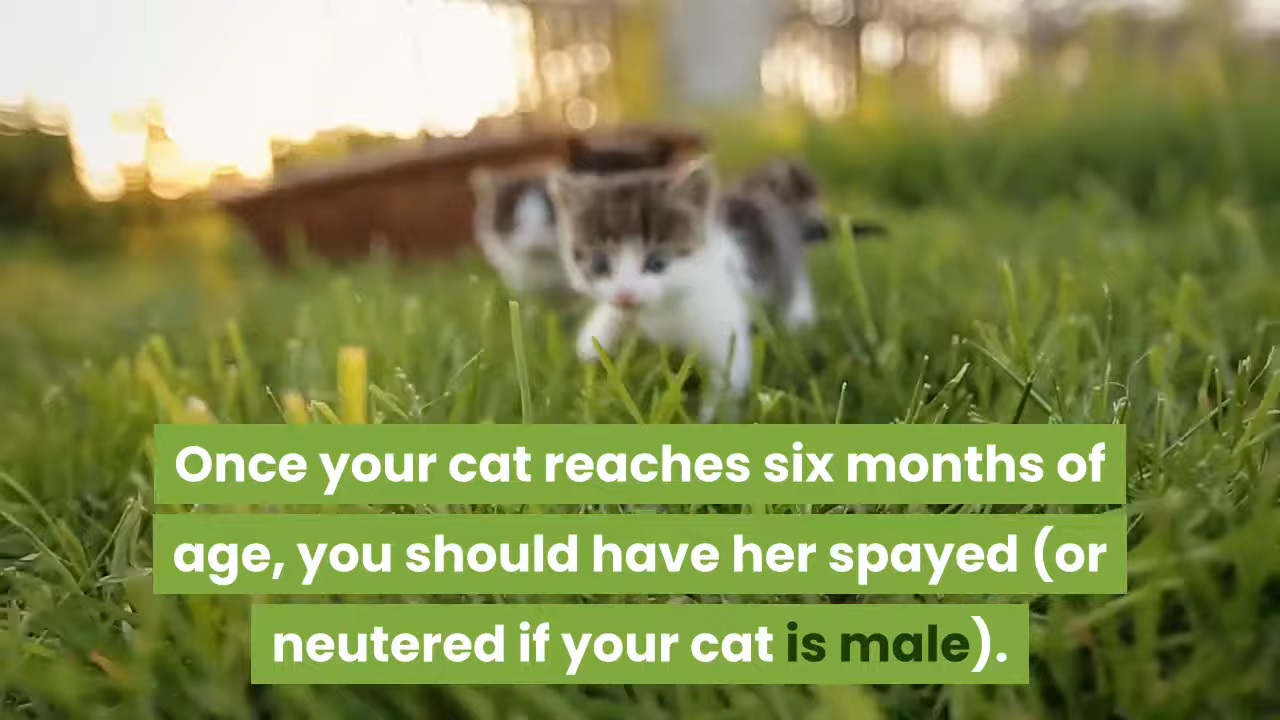 Once your cat reaches six months of
age, you should have her spayed (or
neutered if your cat is male).